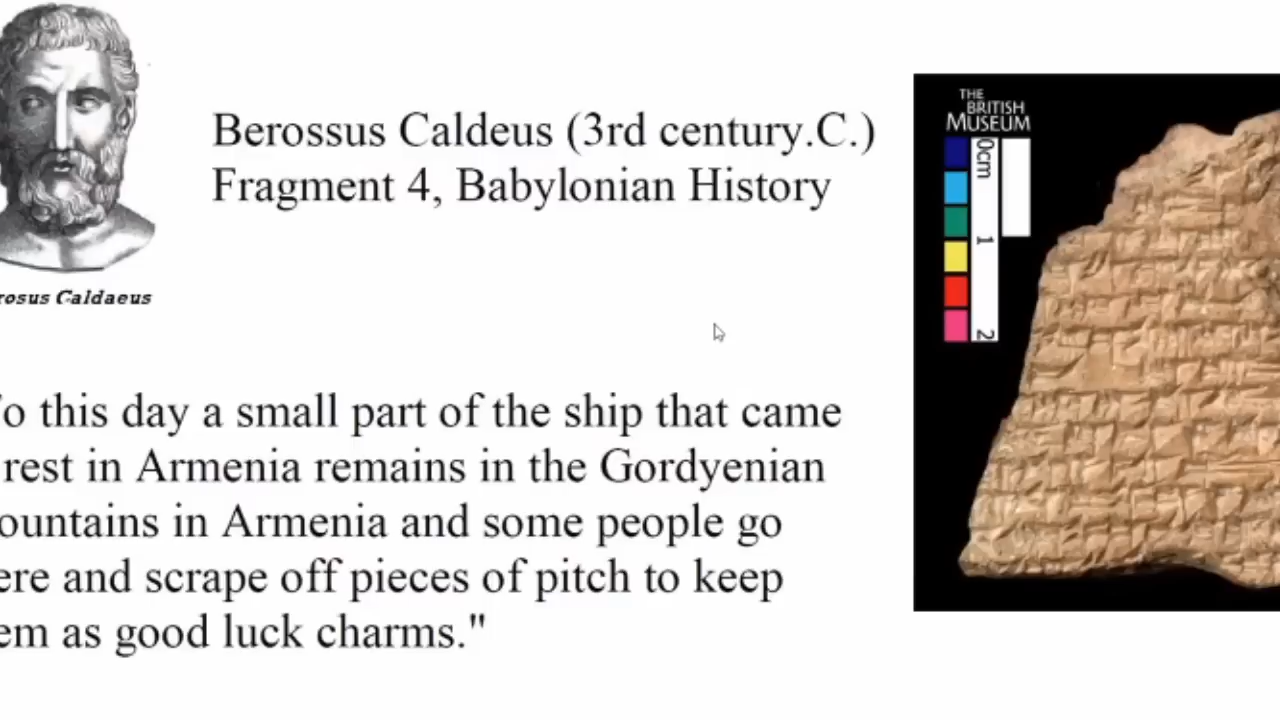 Berossus Caldeus (3rd century.C.)
Fragment 4, Babylonian History
rosus Caldaeus
o this day a small part of the ship that came
rest in Armenia remains in the Gordyenian
ountains in Armenia and some people go
ere and scrape off pieces of pitch to keep
em as good luck charms."
THE
BRITISH
MUSEUM
0cm
1
2